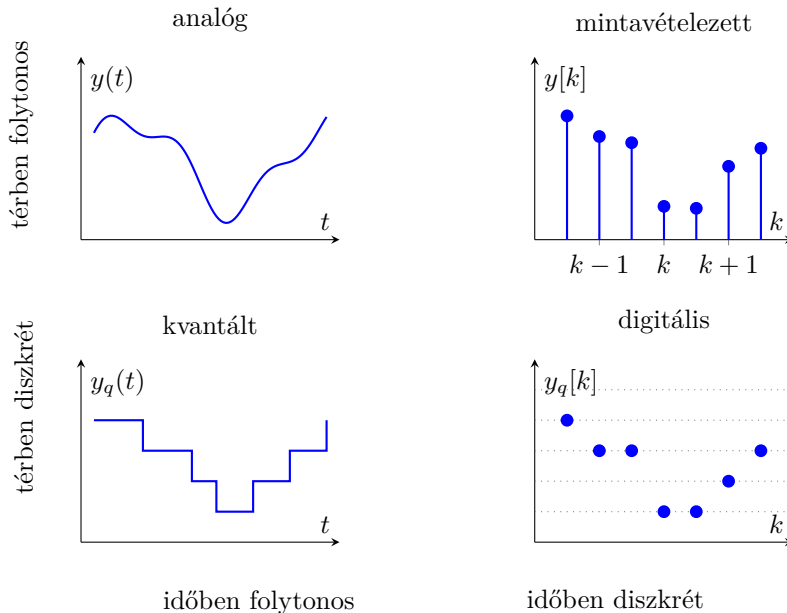 analóg
mintavételezett
térben folytonos
y(t)
t
y[k]
k
k − 1
k
k + 1
kvantált
digitális
térben diszkrét
y_q(t)
t
y_q[k]
k
időben folytonos
időben diszkrét